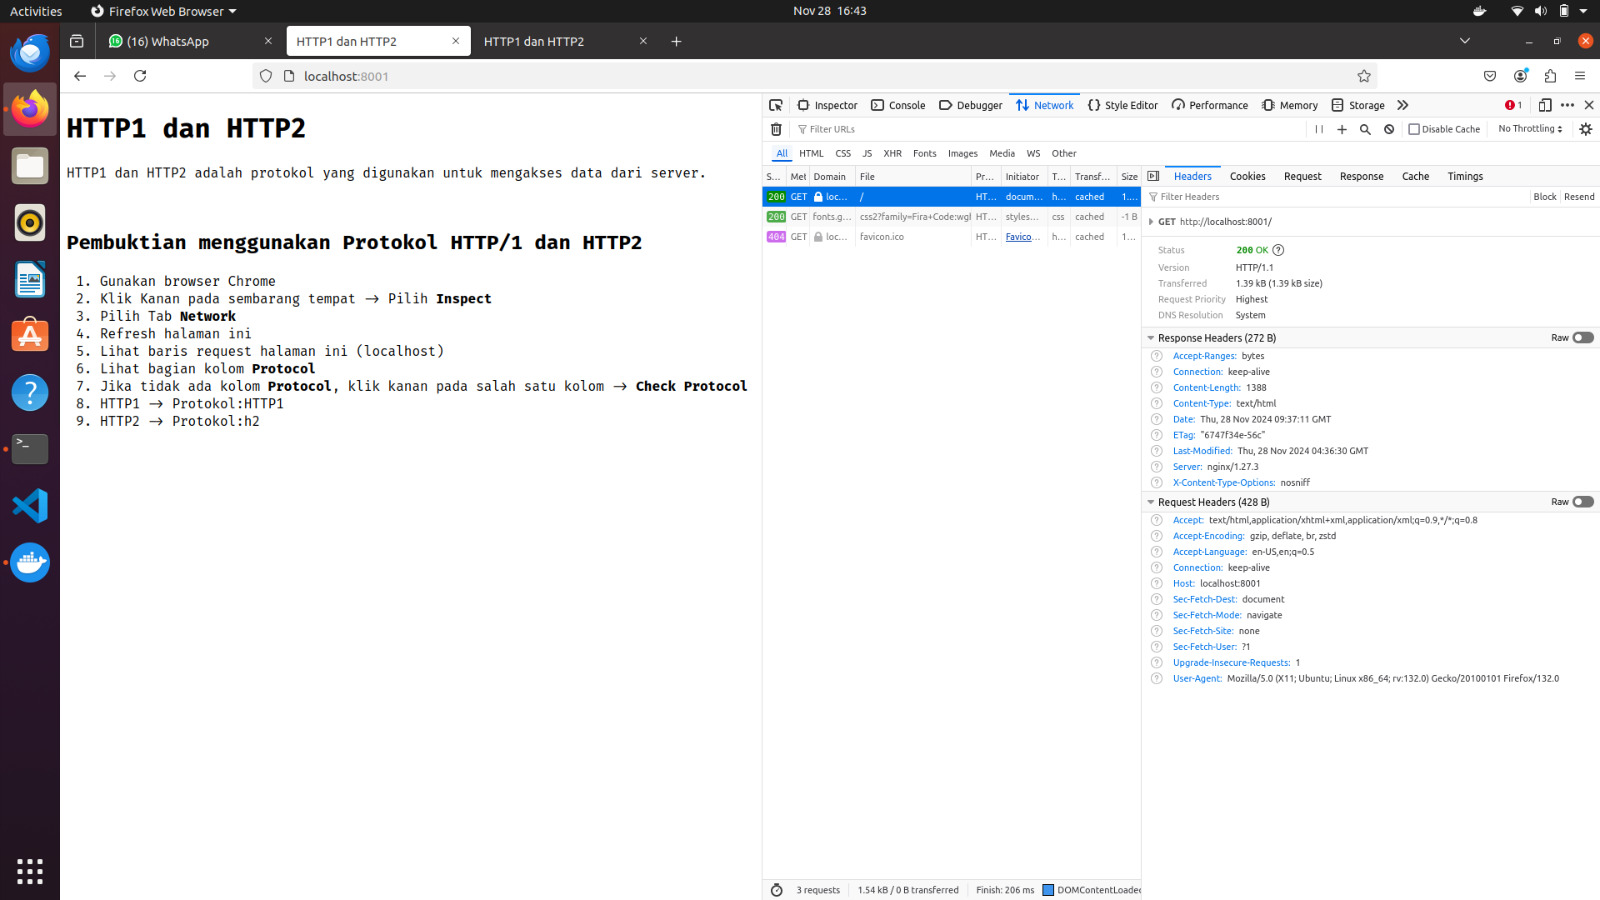 Activities
Firefox Web Browser
Nov 28 16:43
(16) WhatsApp
HTTP1 dan HTTP2
HTTP1 dan HTTP2
localhost:8001
HTTP1 dan HTTP2
HTTP1 dan HTTP2 adalah protokol yang digunakan untuk mengakses data dari server.
Pembuktian menggunakan Protokol HTTP/1 dan HTTP2
1. Gunakan browser Chrome
2. Klik Kanan pada sembarang tempat → Pilih Inspect
3. Pilih Tab Network
4. Refresh halaman ini
5. Lihat baris request halaman ini (localhost)
6. Lihat bagian kolom Protocol
7. Jika tidak ada kolom Protocol, klik kanan pada salah satu kolom → Check Protocol
8. HTTP1 → Protokol:HTTP1
9. HTTP2 → Protokol:h2
Inspector Console Debugger Network Style Editor Performance Memory Storage 1
Filter URLs Disable Cache No Throttling
All HTML CSS JS XHR Fonts Images Media WS Other
S... Met Domain File Pr... Initiator T... Transf... Size
200 GET loc... / HT... docum... h... cached 1....
200 GET fonts.g... css2?family=Fira+Code:wgl HT... styles... css cached -1 B
404 GET loc... favicon.ico HT... Favico... h... cached 1...
3 requests 1.54 kB / 0 B transferred Finish: 206 ms DOMContentLoaded
Headers Cookies Request Response Cache Timings
Filter Headers Block Resend
GET http://localhost:8001/
Status 200 OK
Version HTTP/1.1
Transferred 1.39 kB (1.39 kB size)
Request Priority Highest
DNS Resolution System
Response Headers (272 B) Raw
Accept-Ranges: bytes
Connection: keep-alive
Content-Length: 1388
Content-Type: text/html
Date: Thu, 28 Nov 2024 09:37:11 GMT
ETag: "6747f34e-56c"
Last-Modified: Thu, 28 Nov 2024 04:36:30 GMT
Server: nginx/1.27.3
X-Content-Type-Options: nosniff
Request Headers (428 B) Raw
Accept: text/html,application/xhtml+xml,application/xml;q=0.9,*/*;q=0.8
Accept-Encoding: gzip, deflate, br, zstd
Accept-Language: en-US,en;q=0.5
Connection: keep-alive
Host: localhost:8001
Sec-Fetch-Dest: document
Sec-Fetch-Mode: navigate
Sec-Fetch-Site: none
Sec-Fetch-User: ?1
Upgrade-Insecure-Requests: 1
User-Agent: Mozilla/5.0 (X11; Ubuntu; Linux x86_64; rv:132.0) Gecko/20100101 Firefox/132.0